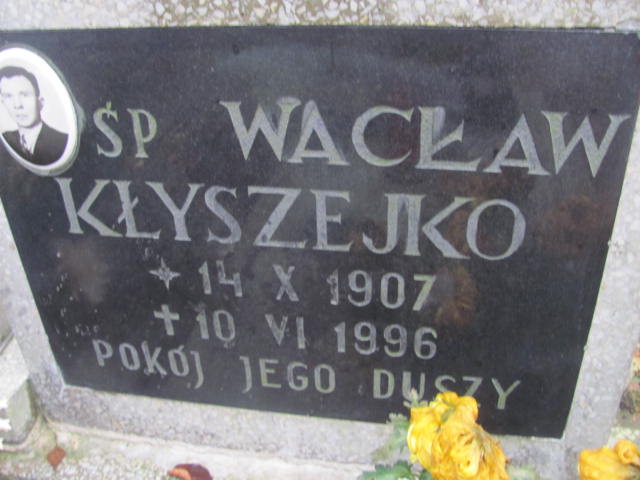 ŚP WACŁAW
KŁYSZEJKO
14 X 1907
10 VI 1996
POKÓJ JEGO DUSZY